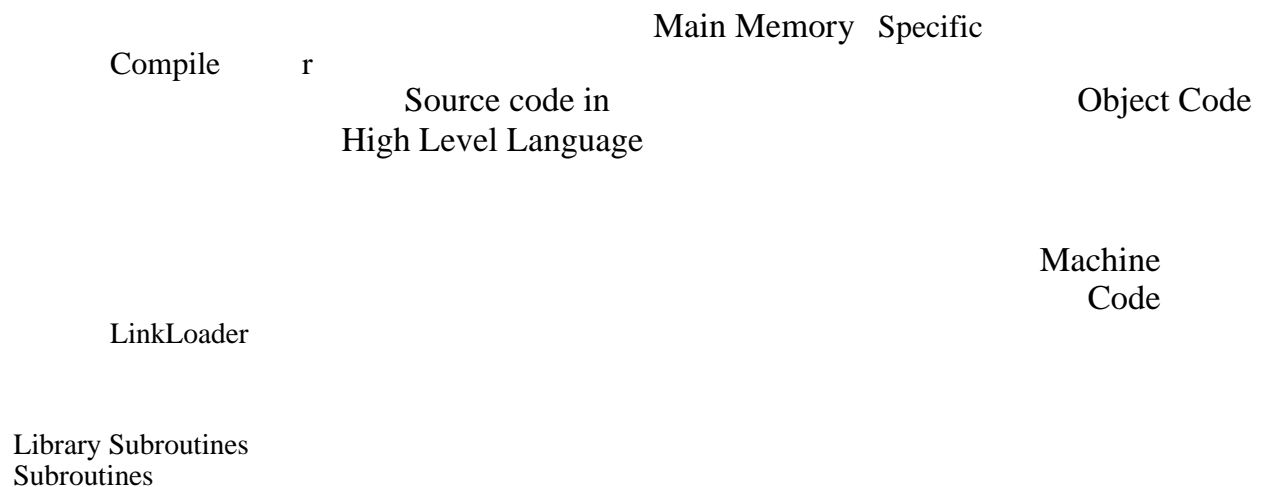 Main Memory Specific
Compile r
Source code in Object Code
High Level Language
Machine
Code
LinkLoader
Library Subroutines
Subroutines